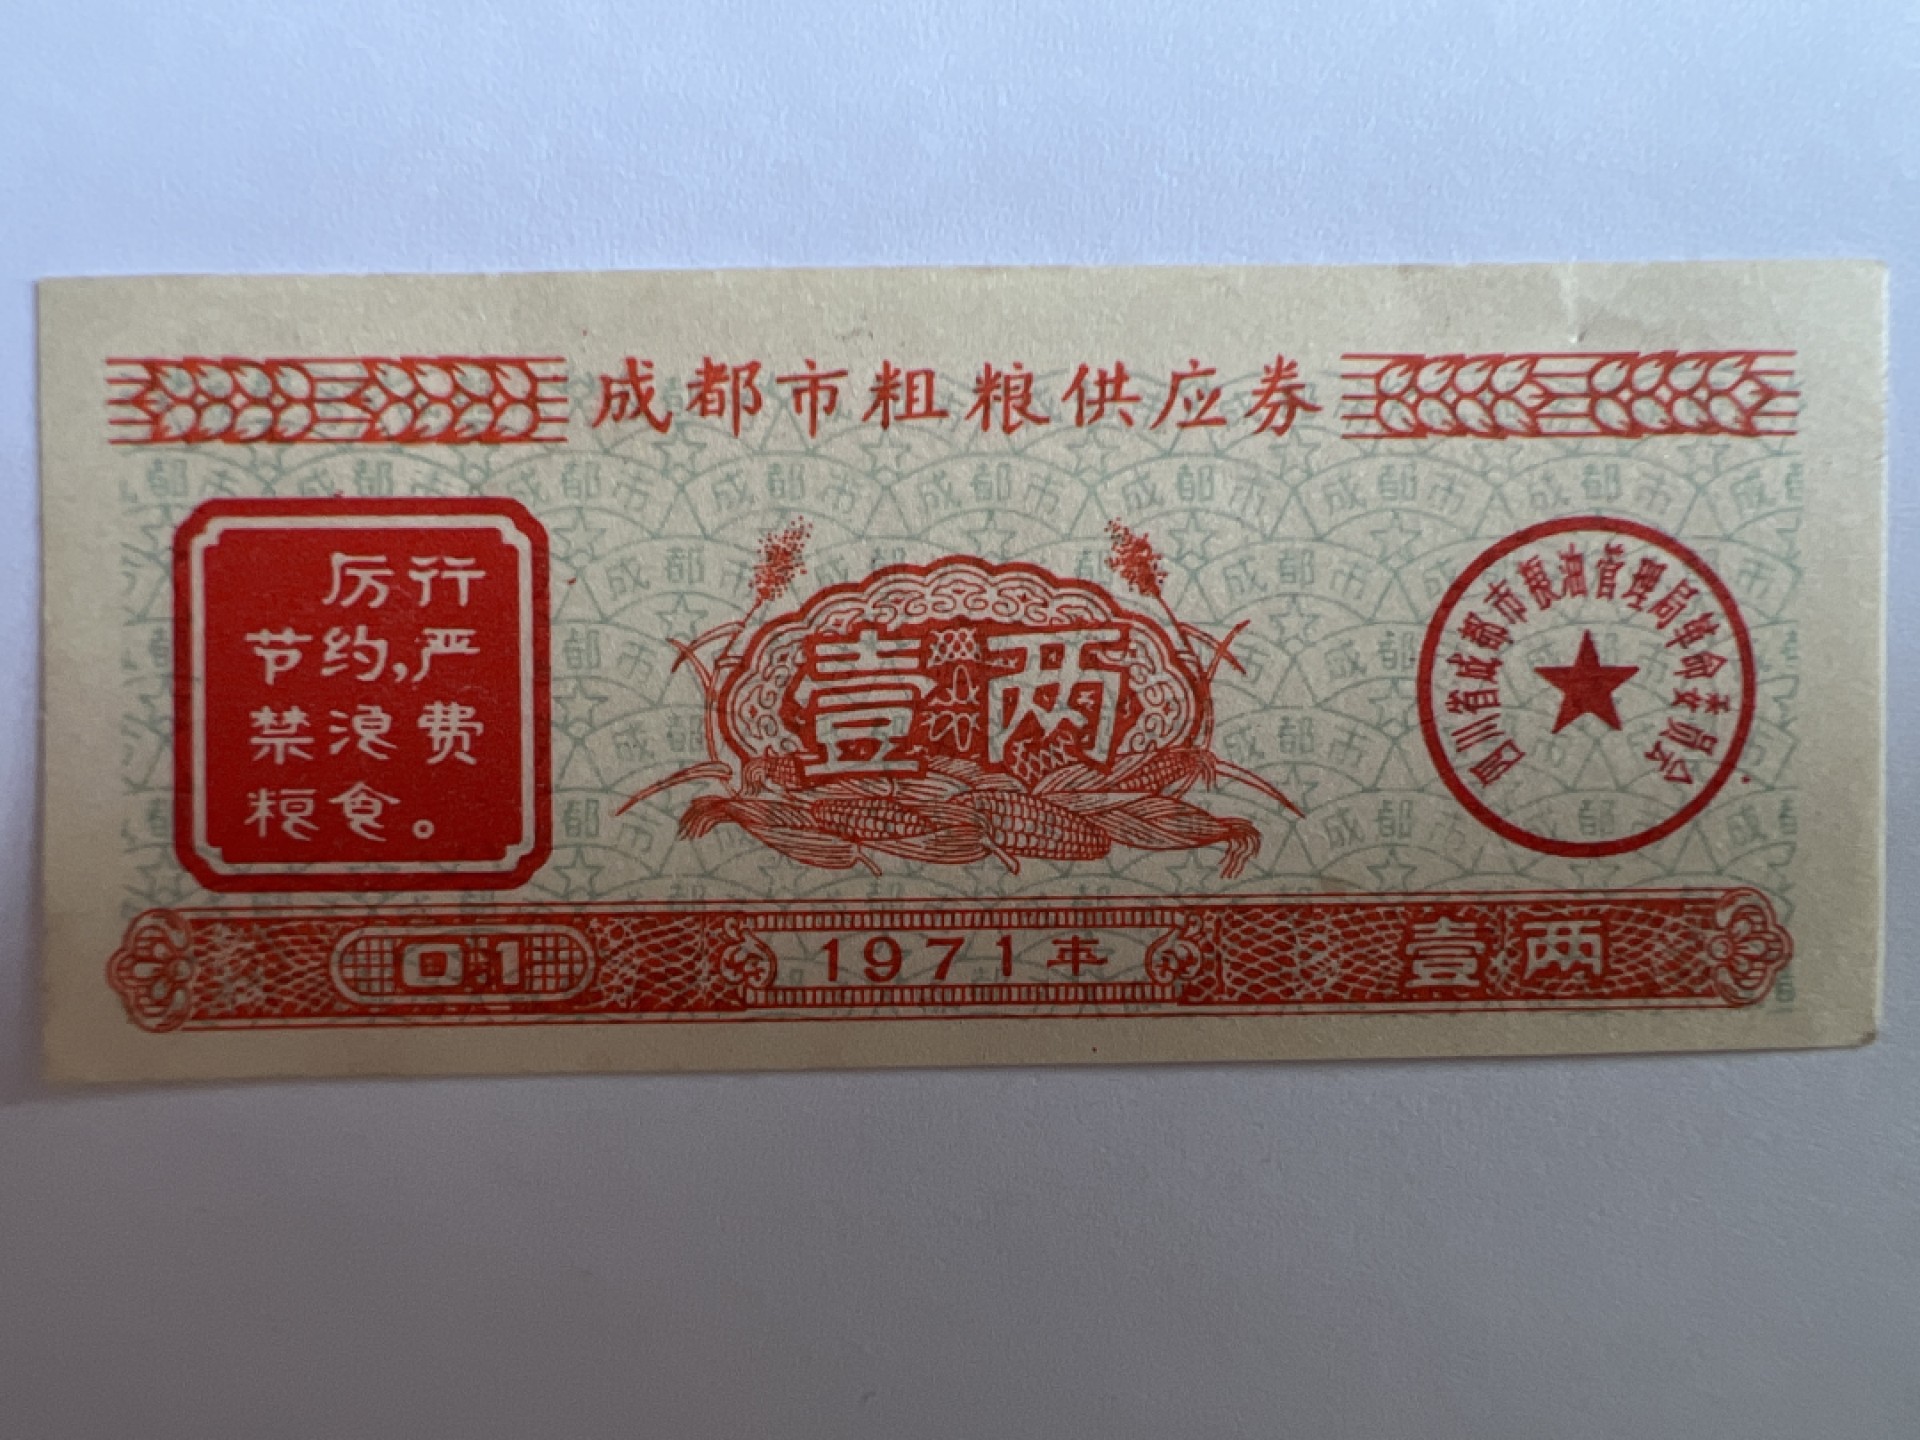 成都市粗粮供应券
厉行
节约,严
禁浪费
粮食。
壹两
四川省成都市粮油管理局革命委员会
01
1971年
壹两